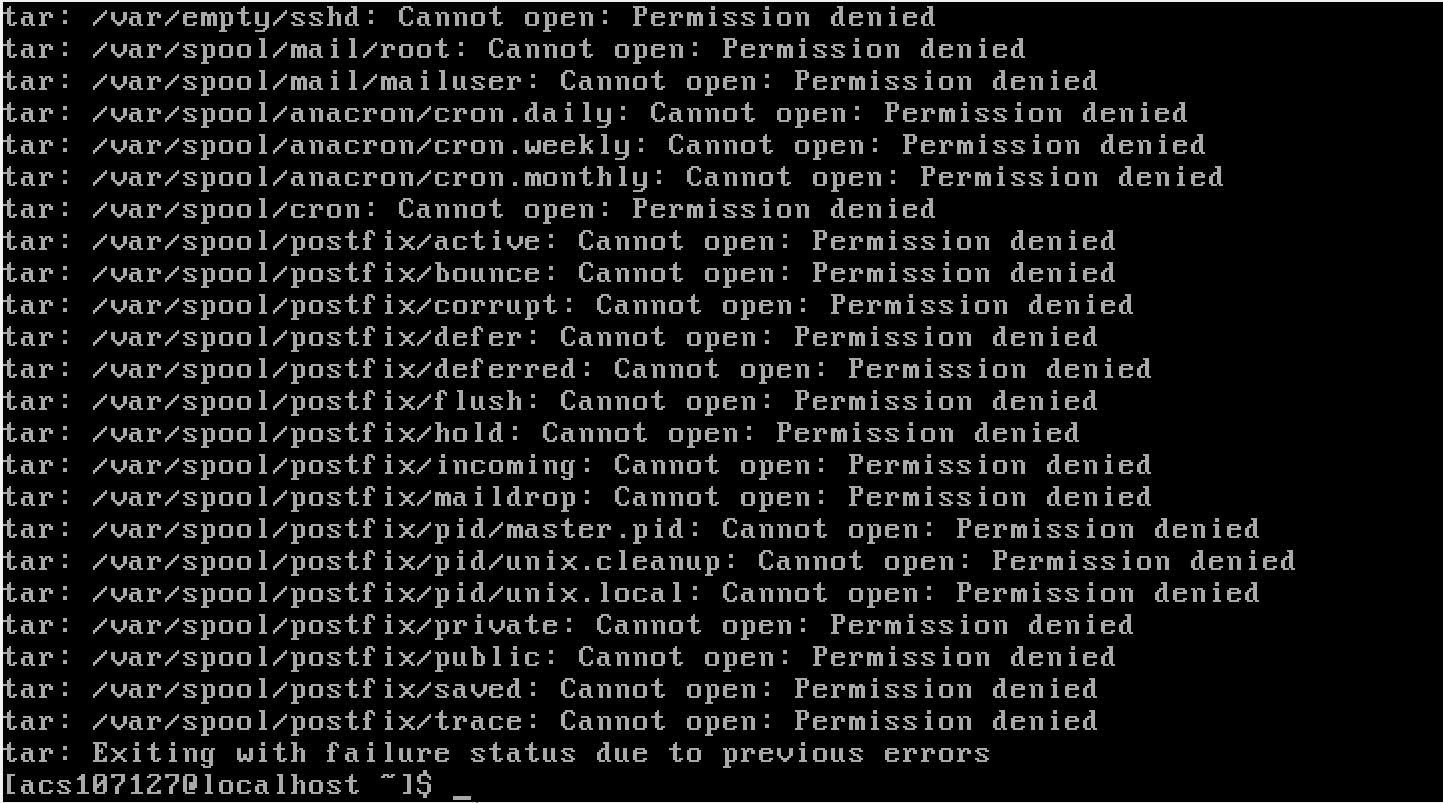 tar: /var/empty/sshd: Cannot open: Permission denied
tar: /var/spool/mail/root: Cannot open: Permission denied
tar: /var/spool/mail/mailuser: Cannot open: Permission denied
tar: /var/spool/anacron/cron.daily: Cannot open: Permission denied
tar: /var/spool/anacron/cron.weekly: Cannot open: Permission denied
tar: /var/spool/anacron/cron.monthly: Cannot open: Permission denied
tar: /var/spool/cron: Cannot open: Permission denied
tar: /var/spool/postfix/active: Cannot open: Permission denied
tar: /var/spool/postfix/bounce: Cannot open: Permission denied
tar: /var/spool/postfix/corrupt: Cannot open: Permission denied
tar: /var/spool/postfix/defer: Cannot open: Permission denied
tar: /var/spool/postfix/deferred: Cannot open: Permission denied
tar: /var/spool/postfix/flush: Cannot open: Permission denied
tar: /var/spool/postfix/hold: Cannot open: Permission denied
tar: /var/spool/postfix/incoming: Cannot open: Permission denied
tar: /var/spool/postfix/maildrop: Cannot open: Permission denied
tar: /var/spool/postfix/pid/master.pid: Cannot open: Permission denied
tar: /var/spool/postfix/pid/unix.cleanup: Cannot open: Permission denied
tar: /var/spool/postfix/pid/unix.local: Cannot open: Permission denied
tar: /var/spool/postfix/private: Cannot open: Permission denied
tar: /var/spool/postfix/public: Cannot open: Permission denied
tar: /var/spool/postfix/saved: Cannot open: Permission denied
tar: /var/spool/postfix/trace: Cannot open: Permission denied
tar: Exiting with failure status due to previous errors
[acs107127@localhost ~]$ _